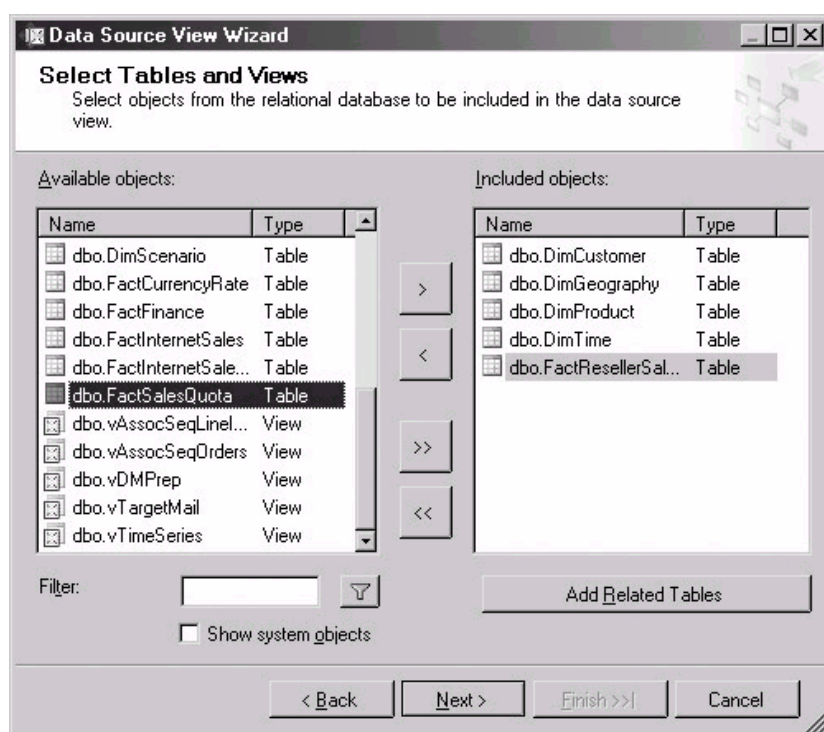 Data Source View Wizard
Select Tables and Views
Select objects from the relational database to be included in the data source
view.
Available objects:
Name Type
dbo.DimScenario Table
dbo.FactCurrencyRate Table
dbo.FactFinance Table
dbo.FactInternetSales Table
dbo.FactInternetSale... Table
dbo.FactSalesQuota Table
dbo.vAssocSeqLineI... View
dbo.vAssocSeqOrders View
dbo.vDMPrep View
dbo.vTargetMail View
dbo.vTimeSeries View
>
<
>>
<<
Included objects:
Name Type
dbo.DimCustomer Table
dbo.DimGeography Table
dbo.DimProduct Table
dbo.DimTime Table
dbo.FactResellerSal... Table
Filter:
Add Related Tables
Show system objects
< Back Next > Finish >>| Cancel